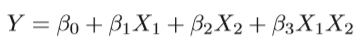 Y = β₀ + β₁X₁ + β₂X₂ + β₃X₁X₂